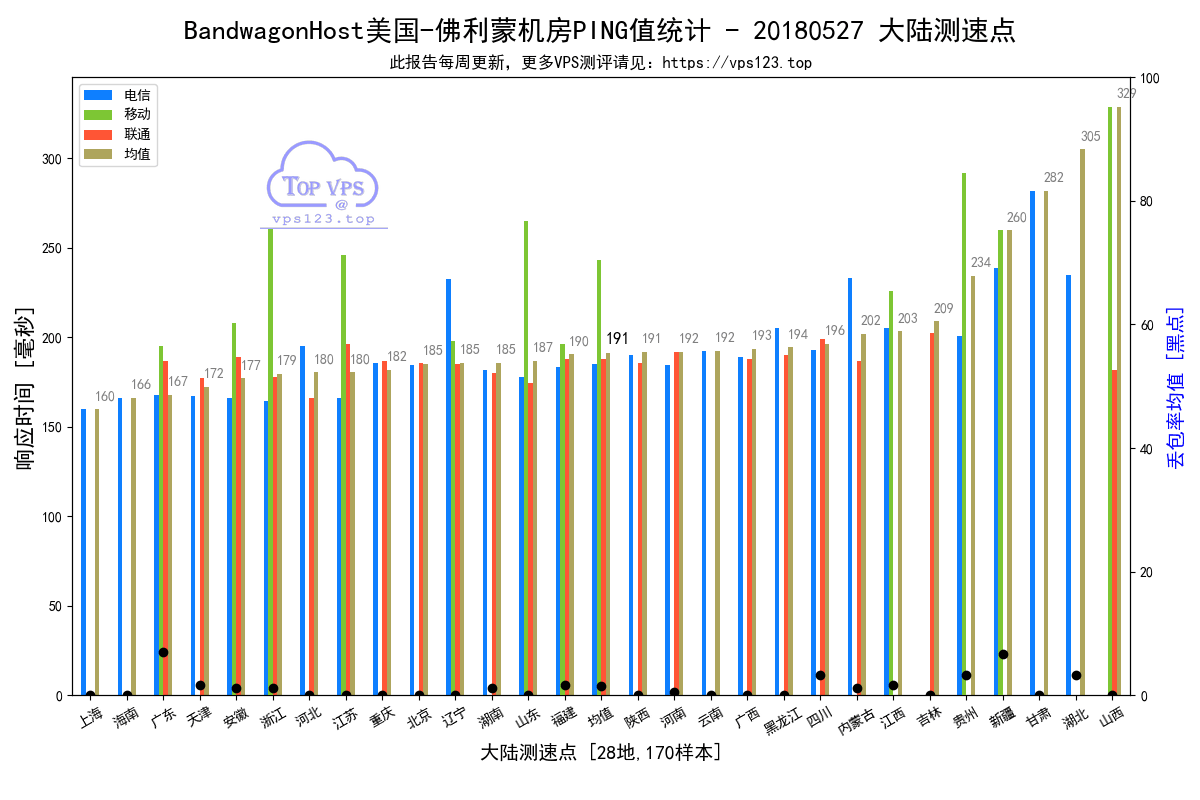 BandwagonHost美国-佛利蒙机房PING值统计 - 20180527 大陆测速点
此报告每周更新，更多VPS测评请见：https://vps123.top
电信
移动
联通
均值
TOP VPS
@
vps123.top
响应时间 [毫秒]
300
250
200
150
100
50
0
160
166
167
172
177
179
180
180
182
185
185
185
187
190
191
191
192
192
193
194
196
202
203
209
234
260
282
305
329
100
80
60
40
20
0
丢包率均值 [黑点]
上海
海南
广东
天津
安徽
浙江
河北
江苏
重庆
北京
辽宁
湖南
山东
福建
均值
陕西
河南
云南
广西
黑龙江
四川
内蒙古
江西
吉林
贵州
新疆
甘肃
湖北
山西
大陆测速点 [28地,170样本]